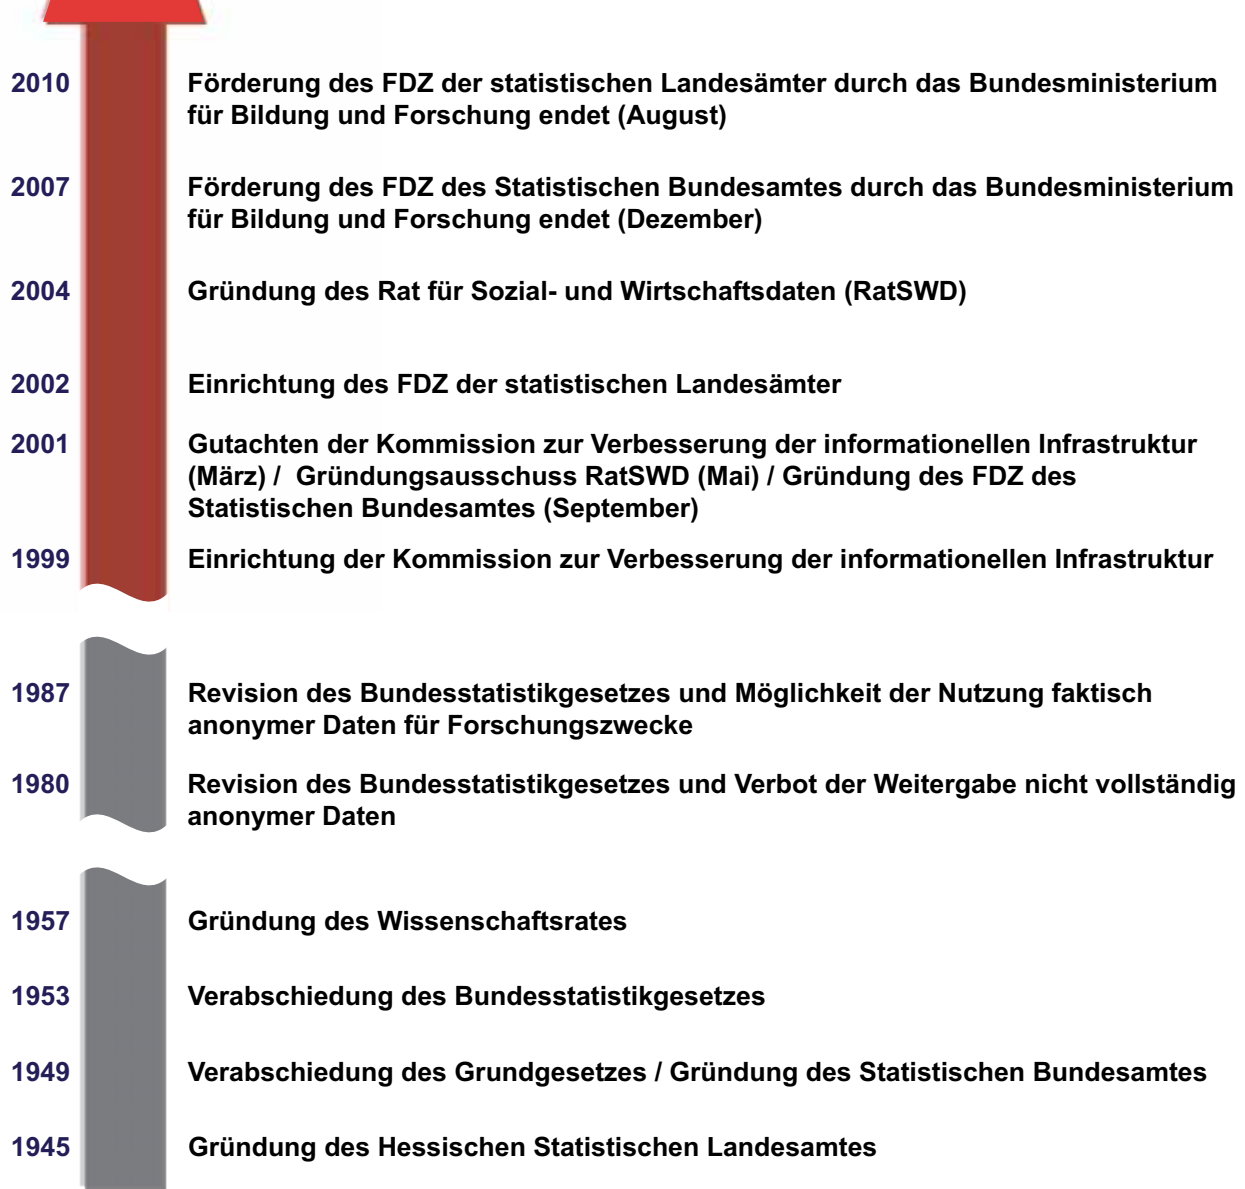 2010 Förderung des FDZ der statistischen Landesämter durch das Bundesministerium
für Bildung und Forschung endet (August)
2007 Förderung des FDZ des Statistischen Bundesamtes durch das Bundesministerium
für Bildung und Forschung endet (Dezember)
2004 Gründung des Rat für Sozial- und Wirtschaftsdaten (RatSWD)
2002 Einrichtung des FDZ der statistischen Landesämter
2001 Gutachten der Kommission zur Verbesserung der informationellen Infrastruktur
(März) / Gründungsausschuss RatSWD (Mai) / Gründung des FDZ des
Statistischen Bundesamtes (September)
1999 Einrichtung der Kommission zur Verbesserung der informationellen Infrastruktur
1987 Revision des Bundesstatistikgesetzes und Möglichkeit der Nutzung faktisch
anonymer Daten für Forschungszwecke
1980 Revision des Bundesstatistikgesetzes und Verbot der Weitergabe nicht vollständig
anonymer Daten
1957 Gründung des Wissenschaftsrates
1953 Verabschiedung des Bundesstatistikgesetzes
1949 Verabschiedung des Grundgesetzes / Gründung des Statistischen Bundesamtes
1945 Gründung des Hessischen Statistischen Landesamtes